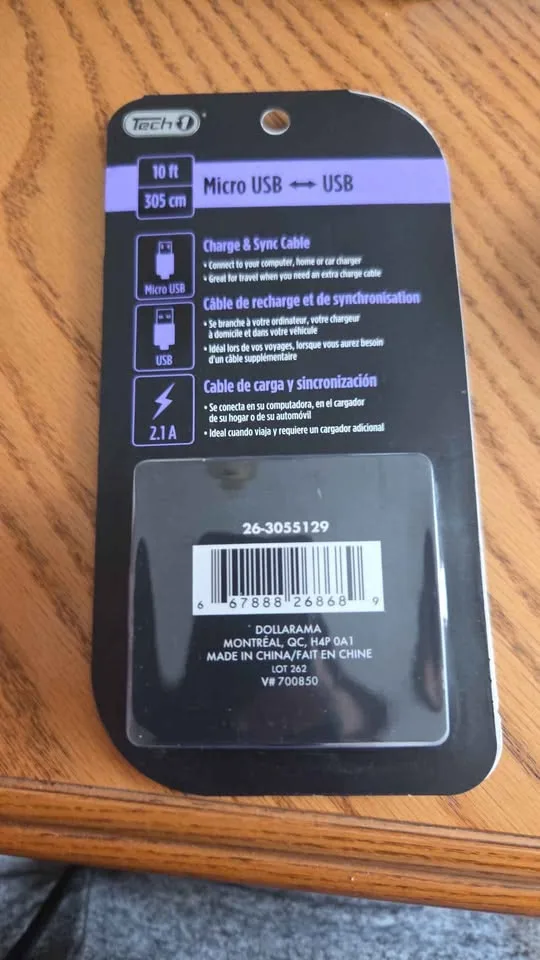 Tech 1
10 ft
305 cm
Micro USB ↔ USB
Micro USB
USB
2.1 A
Charge & Sync Cable
• Connect to your computer, home or car charger
• Great for travel when you need an extra charge cable
Câble de recharge et de synchronisation
• Se branche à votre ordinateur, votre chargeur
à domicile et dans votre véhicule
• Idéal lors de vos voyages, lorsque vous aurez besoin
d'un câble supplémentaire
Cable de carga y sincronización
• Se conecta en su computadora, en el cargador
de su hogar o de su automóvil
• Ideal cuando viaja y requiere un cargador adicional
26-3055129
6 67888 26868 9
DOLLARAMA
MONTRÉAL, QC, H4P 0A1
MADE IN CHINA/FAIT EN CHINE
LOT 262
V# 700850